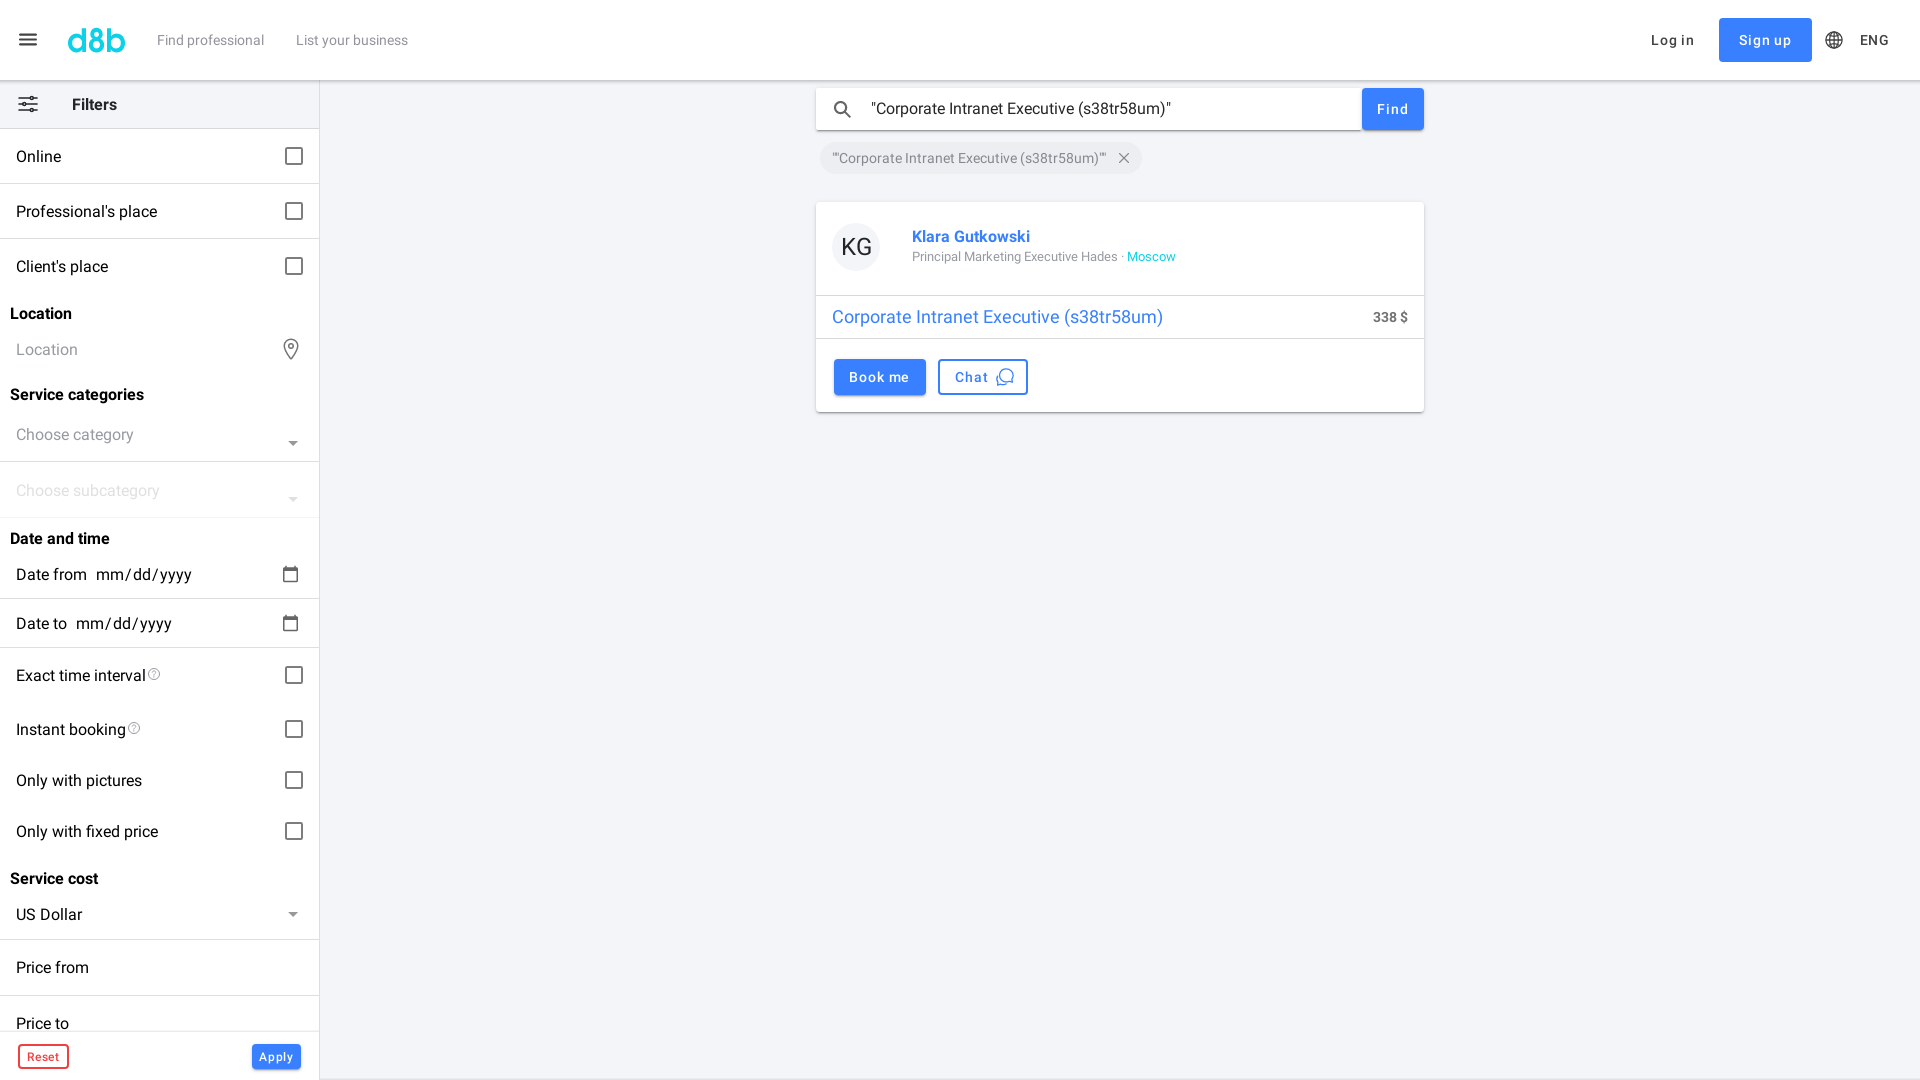 d8b
Find professional
List your business
Log in
Sign up
ENG
Filters
Online
Professional's place
Client's place
Location
Location
Service categories
Choose category
Choose subcategory
Date and time
Date from mm/dd/yyyy
Date to mm/dd/yyyy
Exact time interval
Instant booking
Only with pictures
Only with fixed price
Service cost
US Dollar
Price from
Price to
Reset
Apply
"Corporate Intranet Executive (s38tr58um)"
Find
""Corporate Intranet Executive (s38tr58um)""
KG
Klara Gutkowski
Principal Marketing Executive Hades · Moscow
Corporate Intranet Executive (s38tr58um)
338 $
Book me
Chat